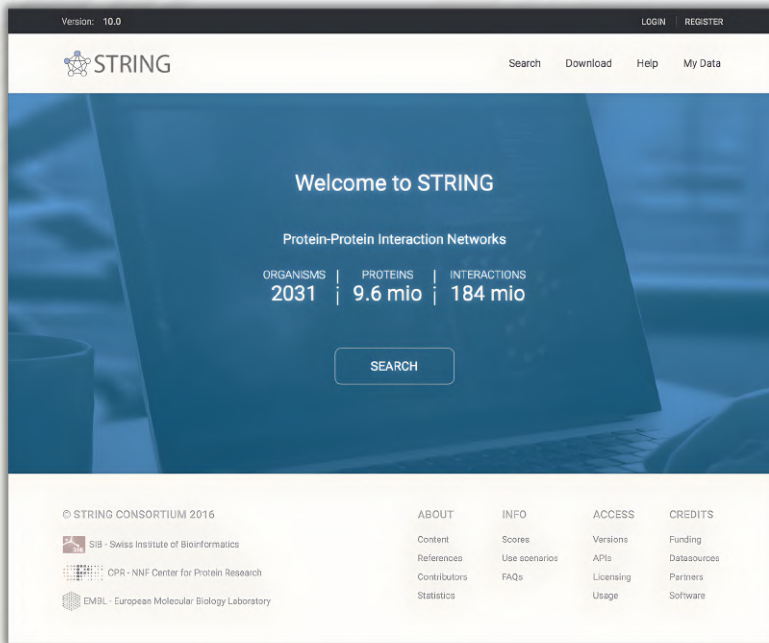 Version: 10.0
LOGIN REGISTER
STRING
Search Download Help My Data
Welcome to STRING
Protein-Protein Interaction Networks
ORGANISMS PROTEINS INTERACTIONS
2031 9.6 mio 184 mio
SEARCH
© STRING CONSORTIUM 2016
SIB - Swiss Institute of Bioinformatics
CPR - NNF Center for Protein Research
EMBL - European Molecular Biology Laboratory
ABOUT
Content
References
Contributors
Statistics
INFO
Scores
Use scenarios
FAQs
ACCESS
Versions
APIs
Licensing
Usage
CREDITS
Funding
Datasources
Partners
Software